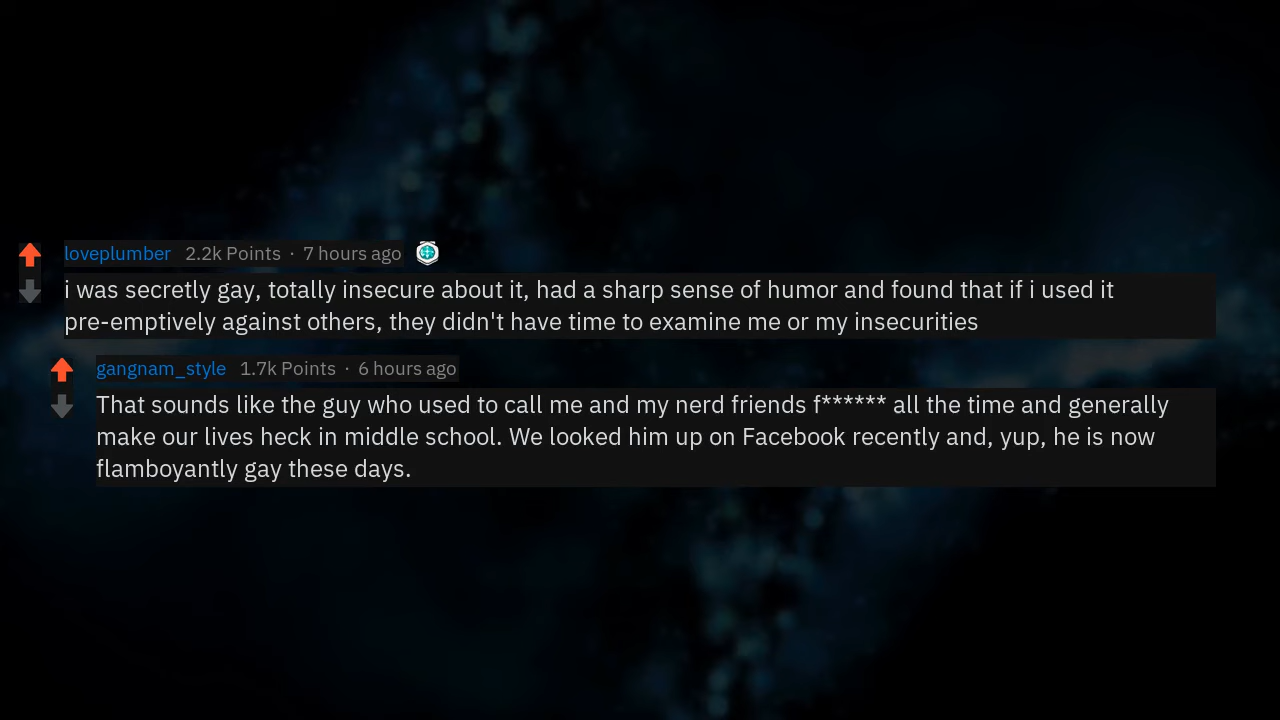 loveplumber 2.2k Points · 7 hours ago
i was secretly gay, totally insecure about it, had a sharp sense of humor and found that if i used it
pre-emptively against others, they didn't have time to examine me or my insecurities
gangnam_style 1.7k Points · 6 hours ago
That sounds like the guy who used to call me and my nerd friends f****** all the time and generally
make our lives heck in middle school. We looked him up on Facebook recently and, yup, he is now
flamboyantly gay these days.